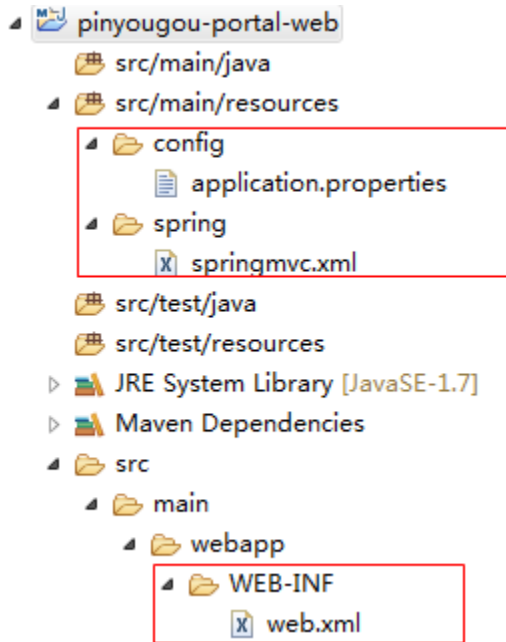 pinyougou-portal-web
src/main/java
src/main/resources
config
application.properties
spring
springmvc.xml
src/test/java
src/test/resources
JRE System Library [JavaSE-1.7]
Maven Dependencies
src
main
webapp
WEB-INF
web.xml